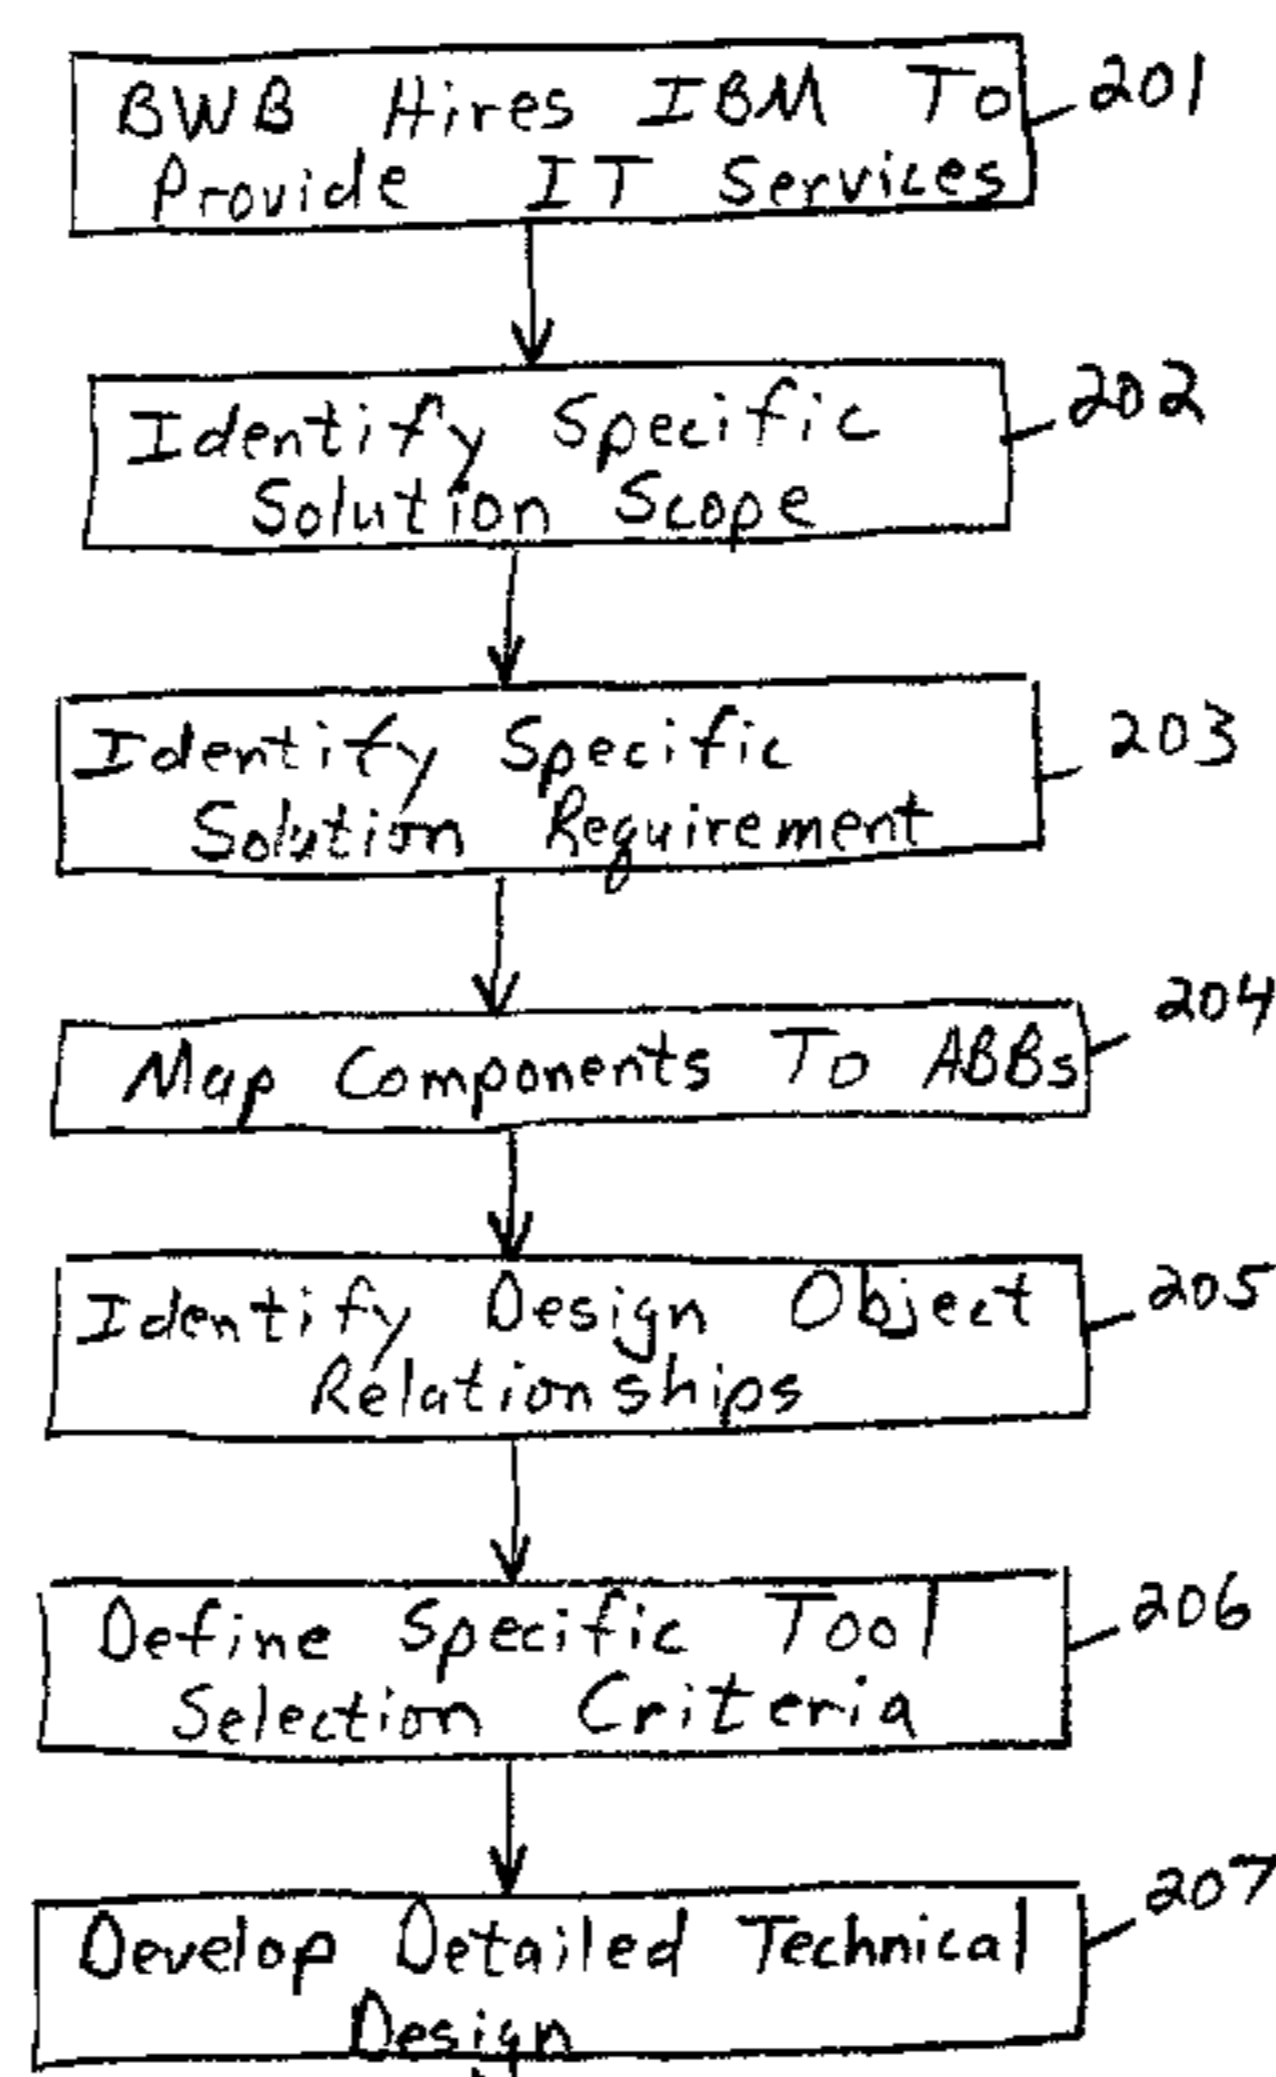 BWB Hires IBM To
Provide IT Services
201
Identify Specific
Solution Scope
202
Identify Specific
Solution Requirement
203
Map Components To ABBs
204
Identify Design Object
Relationships
205
Define Specific Tool
Selection Criteria
206
Develop Detailed Technical
Design
207